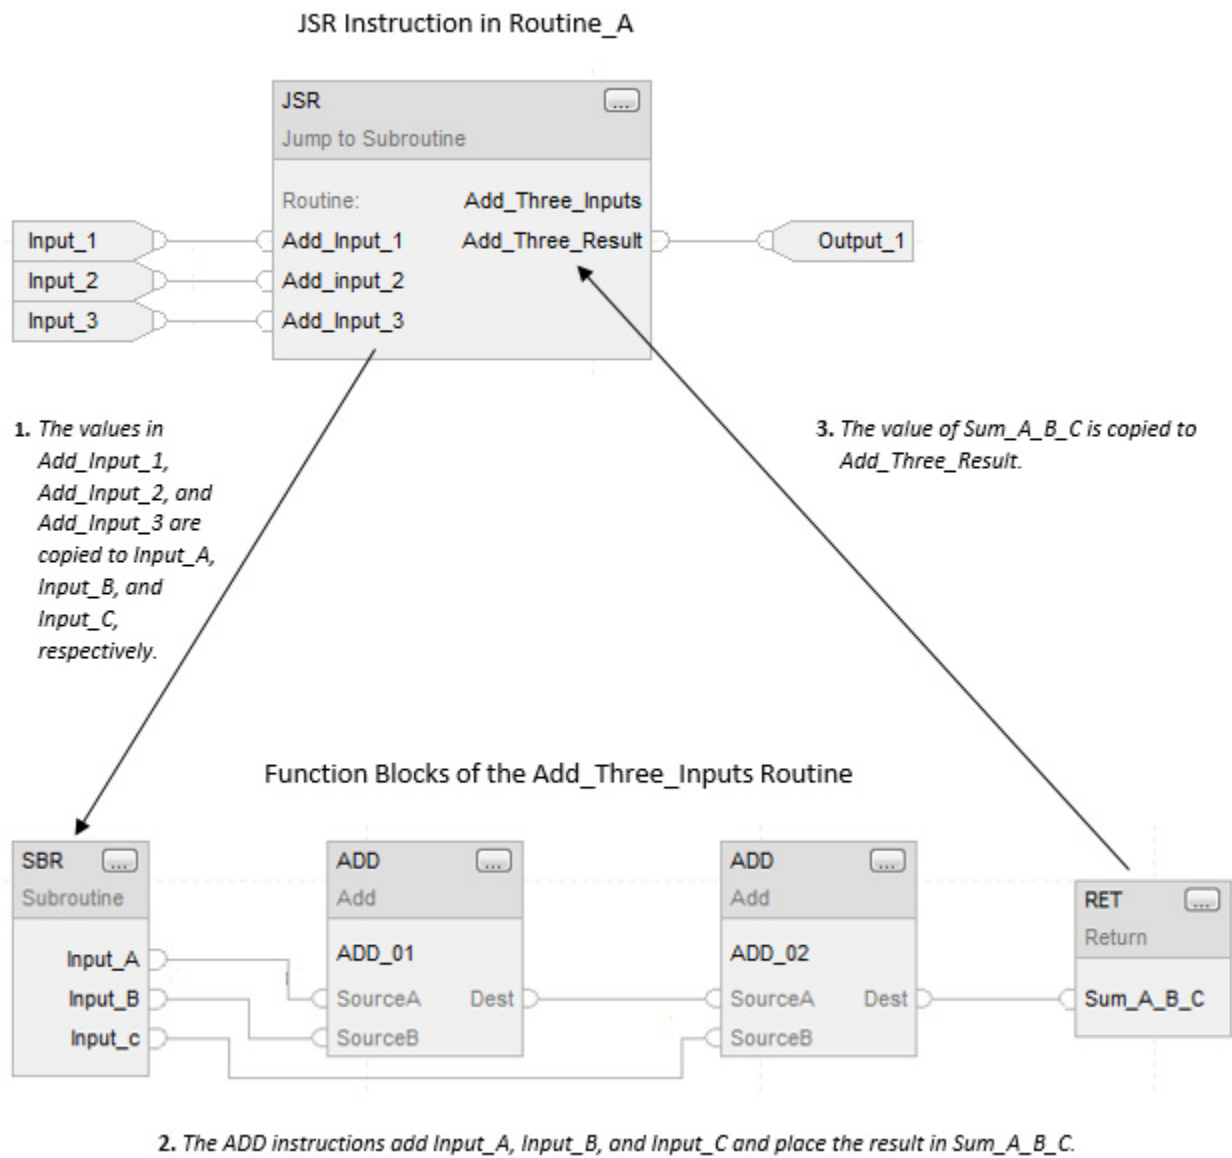 JSR Instruction in Routine_A
JSR
...
Jump to Subroutine
Routine:
Add_Three_Inputs
Input_1
Add_Input_1
Add_Three_Result
Output_1
Input_2
Add_input_2
Input_3
Add_Input_3
1. The values in
Add_Input_1,
Add_Input_2, and
Add_Input_3 are
copied to Input_A,
Input_B, and
Input_C,
respectively.
3. The value of Sum_A_B_C is copied to
Add_Three_Result.
Function Blocks of the Add_Three_Inputs Routine
SBR
...
Subroutine
Input_A
Input_B
Input_c
ADD
...
Add
ADD_01
SourceA
Dest
SourceB
ADD
...
Add
ADD_02
SourceA
Dest
SourceB
RET
...
Return
Sum_A_B_C
2. The ADD instructions add Input_A, Input_B, and Input_C and place the result in Sum_A_B_C.